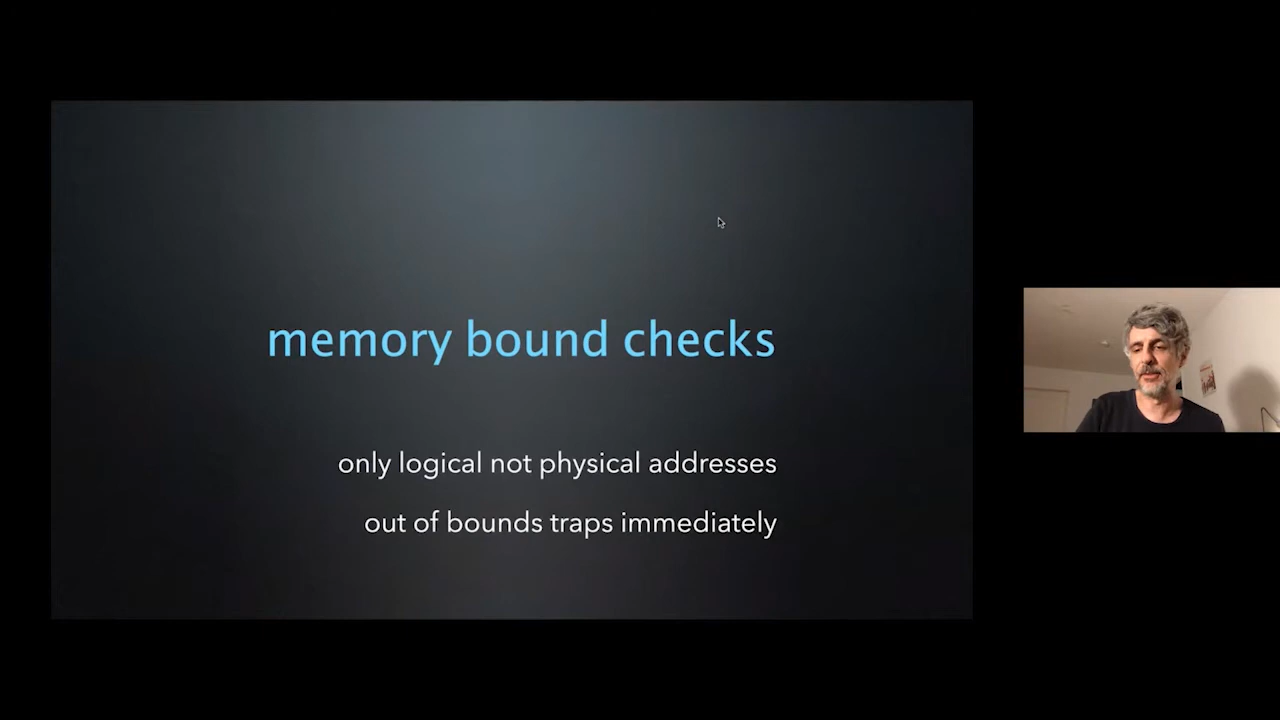 memory bound checks
only logical not physical addresses
out of bounds traps immediately